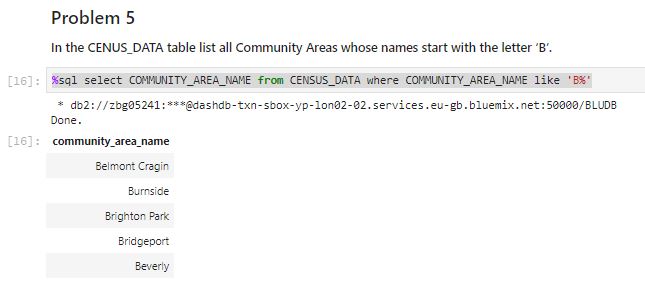 Problem 5
In the CENUS_DATA table list all Community Areas whose names start with the letter ‘B’.
[16]: %sql select COMMUNITY_AREA_NAME from CENSUS_DATA where COMMUNITY_AREA_NAME like 'B%'
* db2://zbg05241:***@dashdb-txn-sbox-yp-lon02-02.services.eu-gb.bluemix.net:50000/BLUDB
Done.
[16]: community_area_name
Belmont Cragin
Burnside
Brighton Park
Bridgeport
Beverly